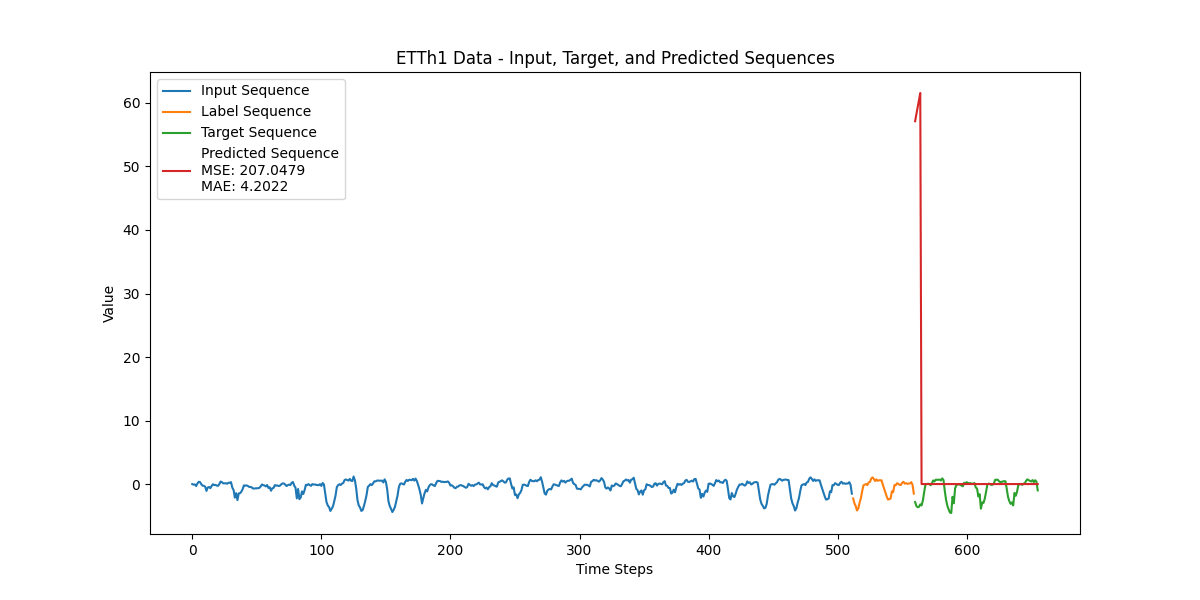 ETTh1 Data - Input, Target, and Predicted Sequences
Input Sequence
Label Sequence
Target Sequence
Predicted Sequence
MSE: 207.0479
MAE: 4.2022
60
50
40
30
20
10
0
Value
0 100 200 300 400 500 600
Time Steps